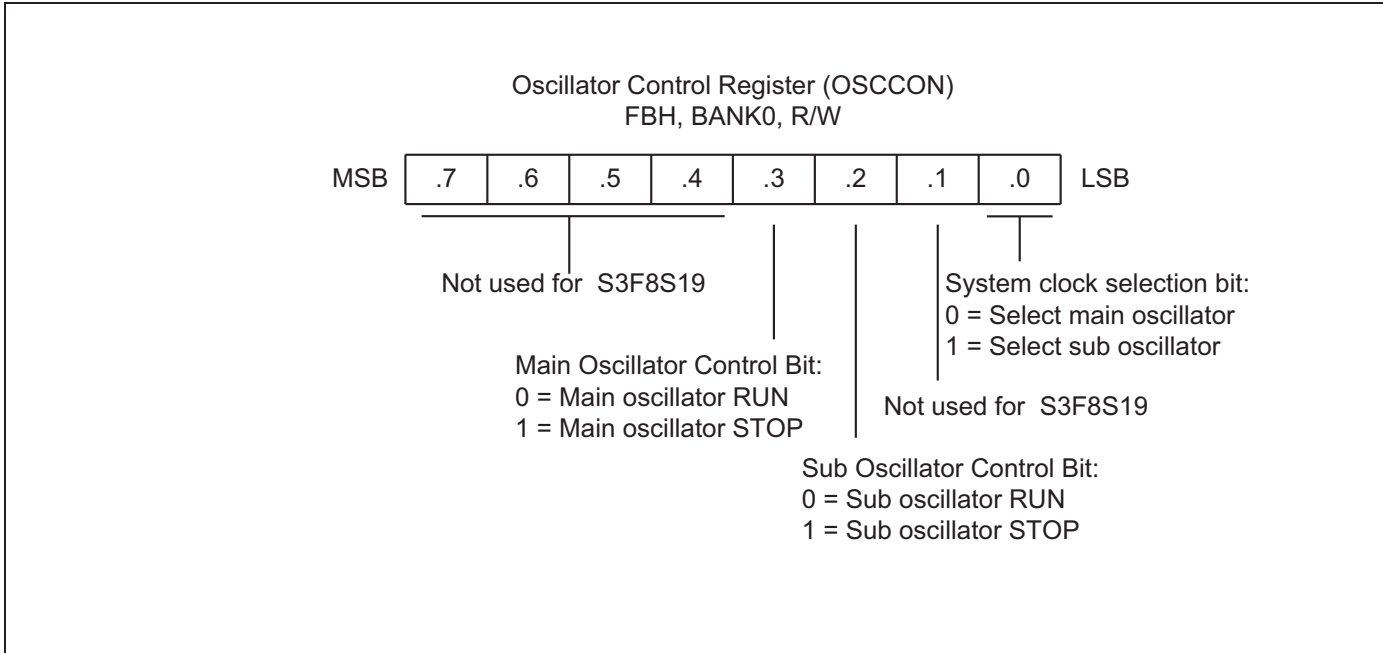 Oscillator Control Register (OSCCON)
FBH, BANK0, R/W
MSB .7 .6 .5 .4 .3 .2 .1 .0 LSB
Not used for S3F8S19
System clock selection bit:
0 = Select main oscillator
1 = Select sub oscillator
Main Oscillator Control Bit:
0 = Main oscillator RUN
1 = Main oscillator STOP
Not used for S3F8S19
Sub Oscillator Control Bit:
0 = Sub oscillator RUN
1 = Sub oscillator STOP